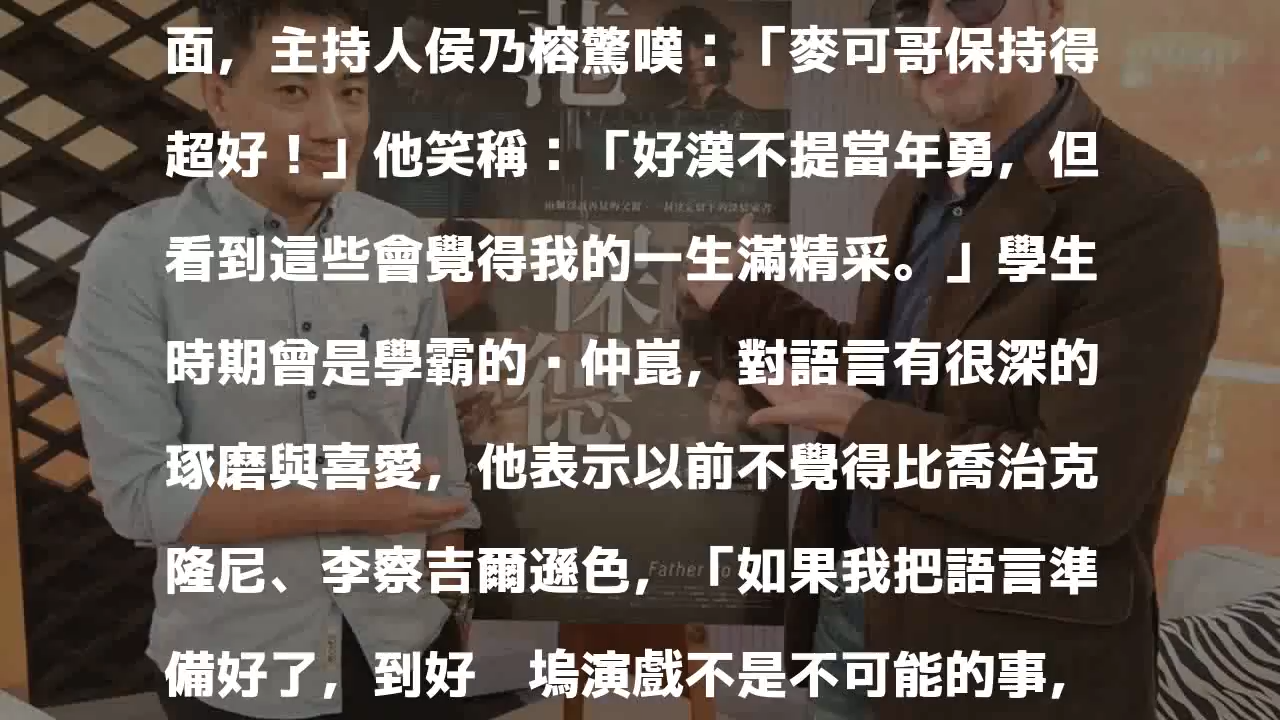 面，主持人侯乃榕驚嘆：「麥可哥保持得
超好！」他笑稱：「好漢不提當年勇，但
看到這些會覺得我的一生滿精采。」學生
時期曾是學霸的·仲崑，對語言有很深的
琢磨與喜愛，他表示以前不覺得比喬治克
隆尼、李察吉爾遜色，「如果我把語言準
備好了，到好　塢演戲不是不可能的事，
范
保
德
Father to